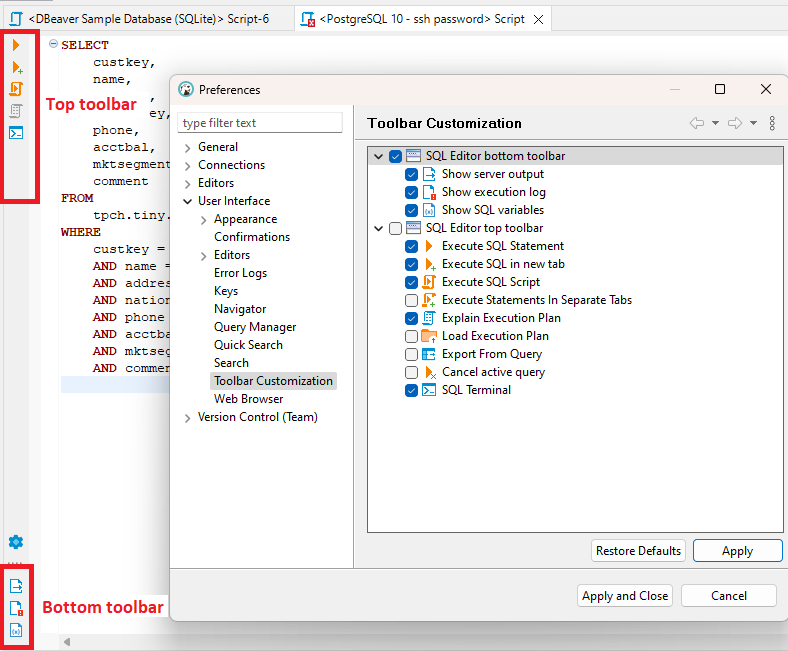 <DBeaver Sample Database (SQLite)> Script-6
<PostgreSQL 10 - ssh password> Script
SELECT
custkey,
name,
,
ey,
phone,
acctbal,
mktsegment
comment
FROM
tpch.tiny.
WHERE
custkey =
AND name =
AND addres
AND nation
AND phone
AND acctba
AND mktseg
AND commen
Top toolbar
Bottom toolbar
Preferences
type filter text
General
Connections
Editors
User Interface
Appearance
Confirmations
Editors
Error Logs
Keys
Navigator
Query Manager
Quick Search
Search
Toolbar Customization
Web Browser
Version Control (Team)
Toolbar Customization
SQL Editor bottom toolbar
Show server output
Show execution log
Show SQL variables
SQL Editor top toolbar
Execute SQL Statement
Execute SQL in new tab
Execute SQL Script
Execute Statements In Separate Tabs
Explain Execution Plan
Load Execution Plan
Export From Query
Cancel active query
SQL Terminal
Restore Defaults
Apply
Apply and Close
Cancel